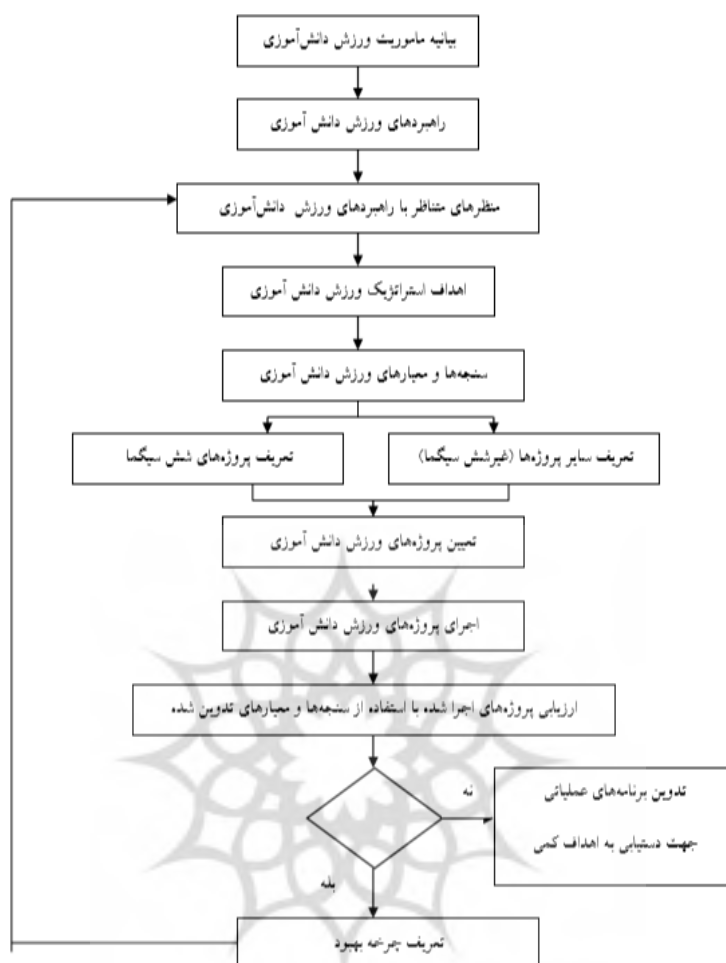 بیانیه ماموریت ورزش دانش‌آموزی
راهبردهای ورزش دانش آموزی
منظرهای متناظر با راهبردهای ورزش دانش‌آموزی
اهداف استراتژیک ورزش دانش آموزی
سنجه‌ها و معیارهای ورزش دانش آموزی
تعریف سایر پروژه‌ها (غیرشش سیگما)
تعریف پروژه‌های شش سیگما
تعیین پروژه‌های ورزش دانش آموزی
اجرای پروژه‌های ورزش دانش آموزی
ارزیابی پروژه‌های اجرا شده با استفاده از سنجه‌ها و معیارهای تدوین شده
نه
تدوین برنامه‌های عملیاتی
جهت دستیابی به اهداف کمی
بله
تعریف چرخه بهبود